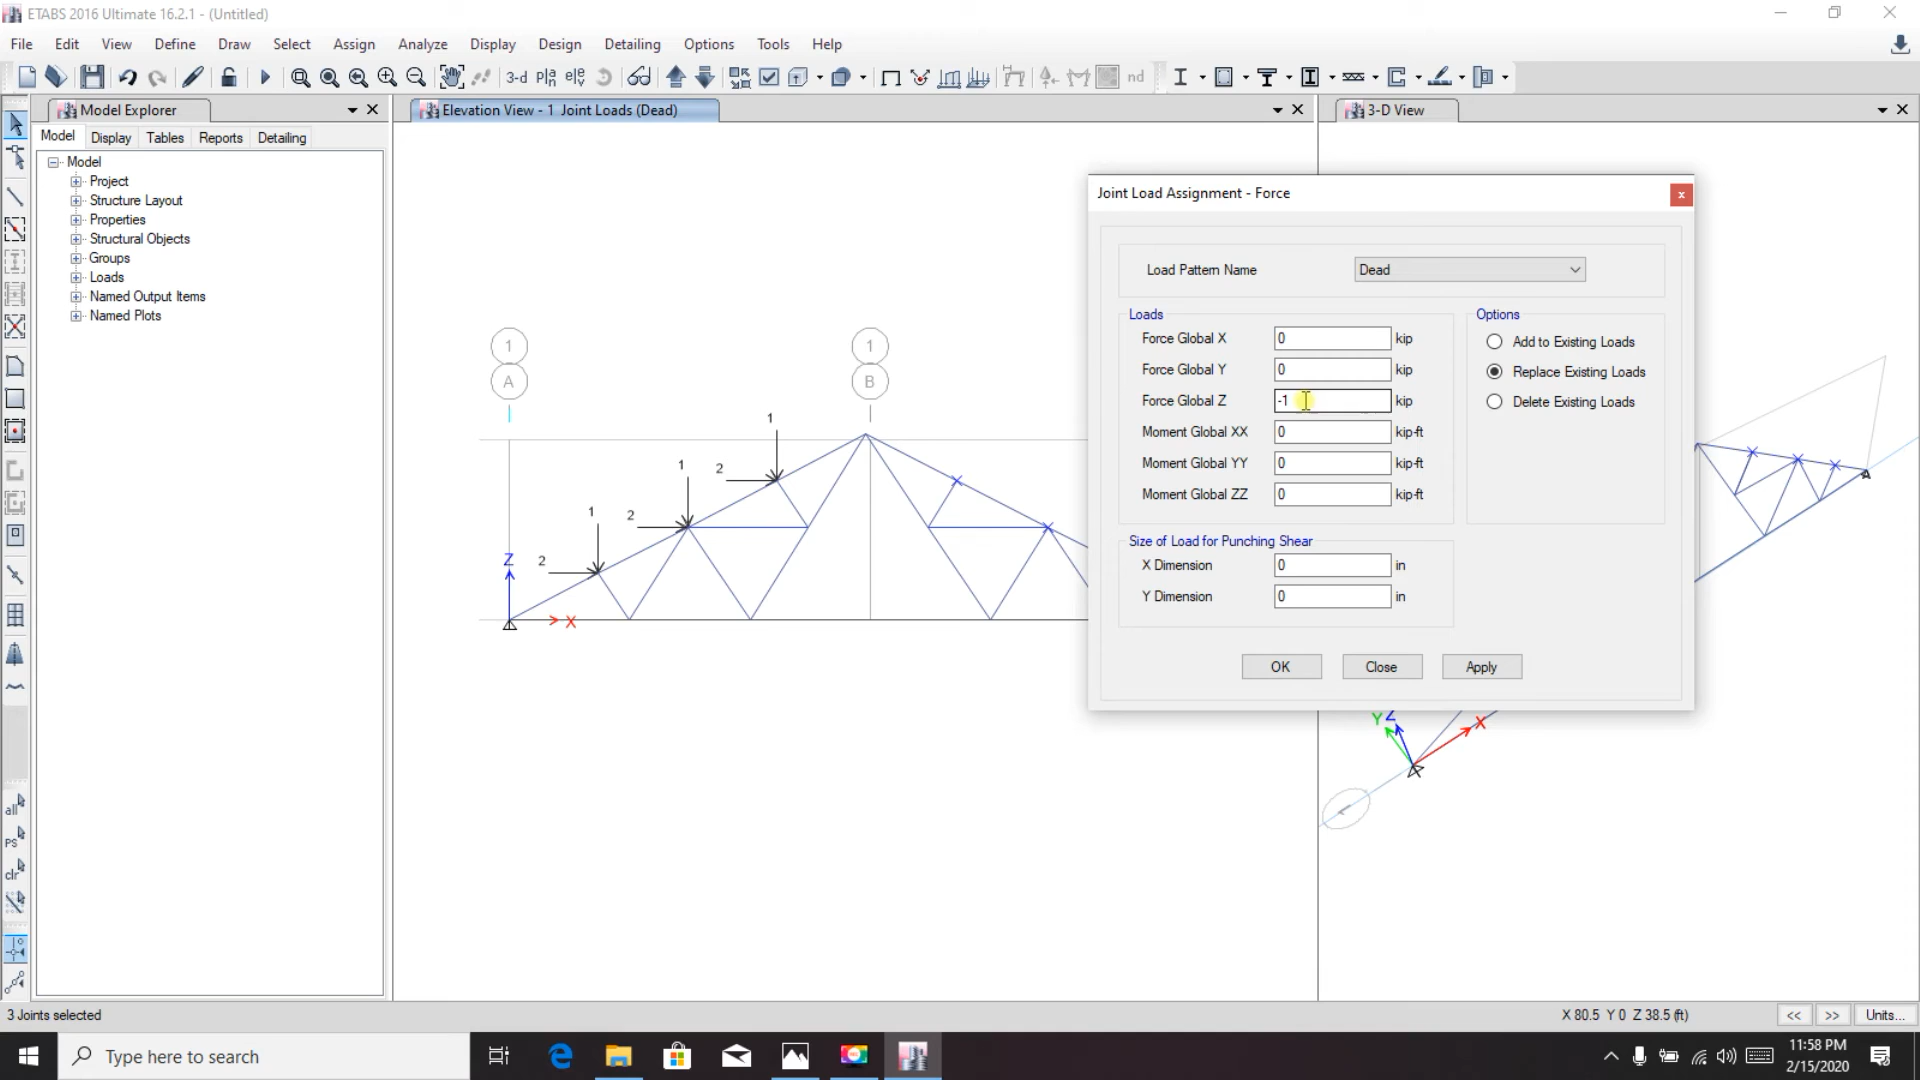 ETABS 2016 Ultimate 16.2.1 - (Untitled)
File Edit View Define Draw Select Assign Analyze Display Design Detailing Options Tools Help
3-d nd
Model Explorer
Elevation View - 1 Joint Loads (Dead)
3-D View
Model Display Tables Reports Detailing
Model
Project
Structure Layout
Properties
Structural Objects
Groups
Loads
Named Output Items
Named Plots
1 1
A B
1
1 2
1 2
2
Z
X
Joint Load Assignment - Force
x
Load Pattern Name Dead
Loads
Force Global X 0 kip
Force Global Y 0 kip
Force Global Z -1 kip
Moment Global XX 0 kip-ft
Moment Global YY 0 kip-ft
Moment Global ZZ 0 kip-ft
Options
Add to Existing Loads
Replace Existing Loads
Delete Existing Loads
Size of Load for Punching Shear
X Dimension 0 in
Y Dimension 0 in
OK Close Apply
Y Z X
all
PS
clr
3 Joints selected
X 80.5 Y 0 Z 38.5 (ft)
<< >> Units...
Type here to search
11:58 PM
2/15/2020